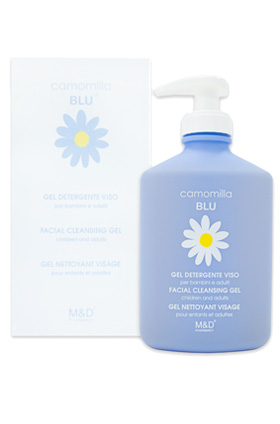 camomilla
BLU
GEL DETERGENTE VISO
per bambini e adulti
FACIAL CLEANSING GEL
children and adults
GEL NETTOYANT VISAGE
pour enfants et adultes
M&D
PHARMACY
camomilla
BLU
GEL DETERGENTE VISO
per bambini e adulti
FACIAL CLEANSING GEL
children and adults
GEL NETTOYANT VISAGE
pour enfants et adultes
M&D
PHARMACY